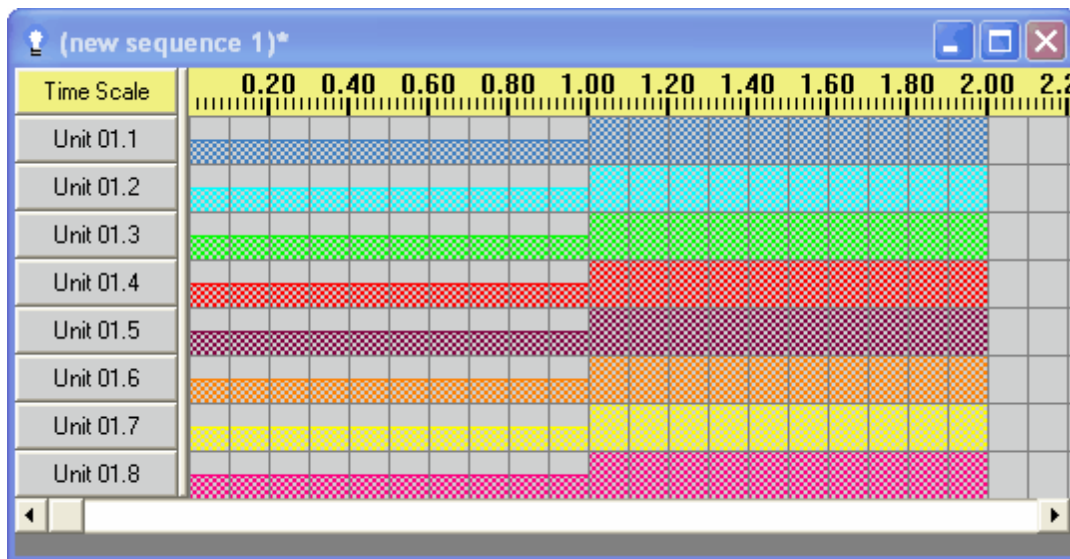 (new sequence 1)*
Time Scale 0.20 0.40 0.60 0.80 1.00 1.20 1.40 1.60 1.80 2.00 2.2
Unit 01.1
Unit 01.2
Unit 01.3
Unit 01.4
Unit 01.5
Unit 01.6
Unit 01.7
Unit 01.8